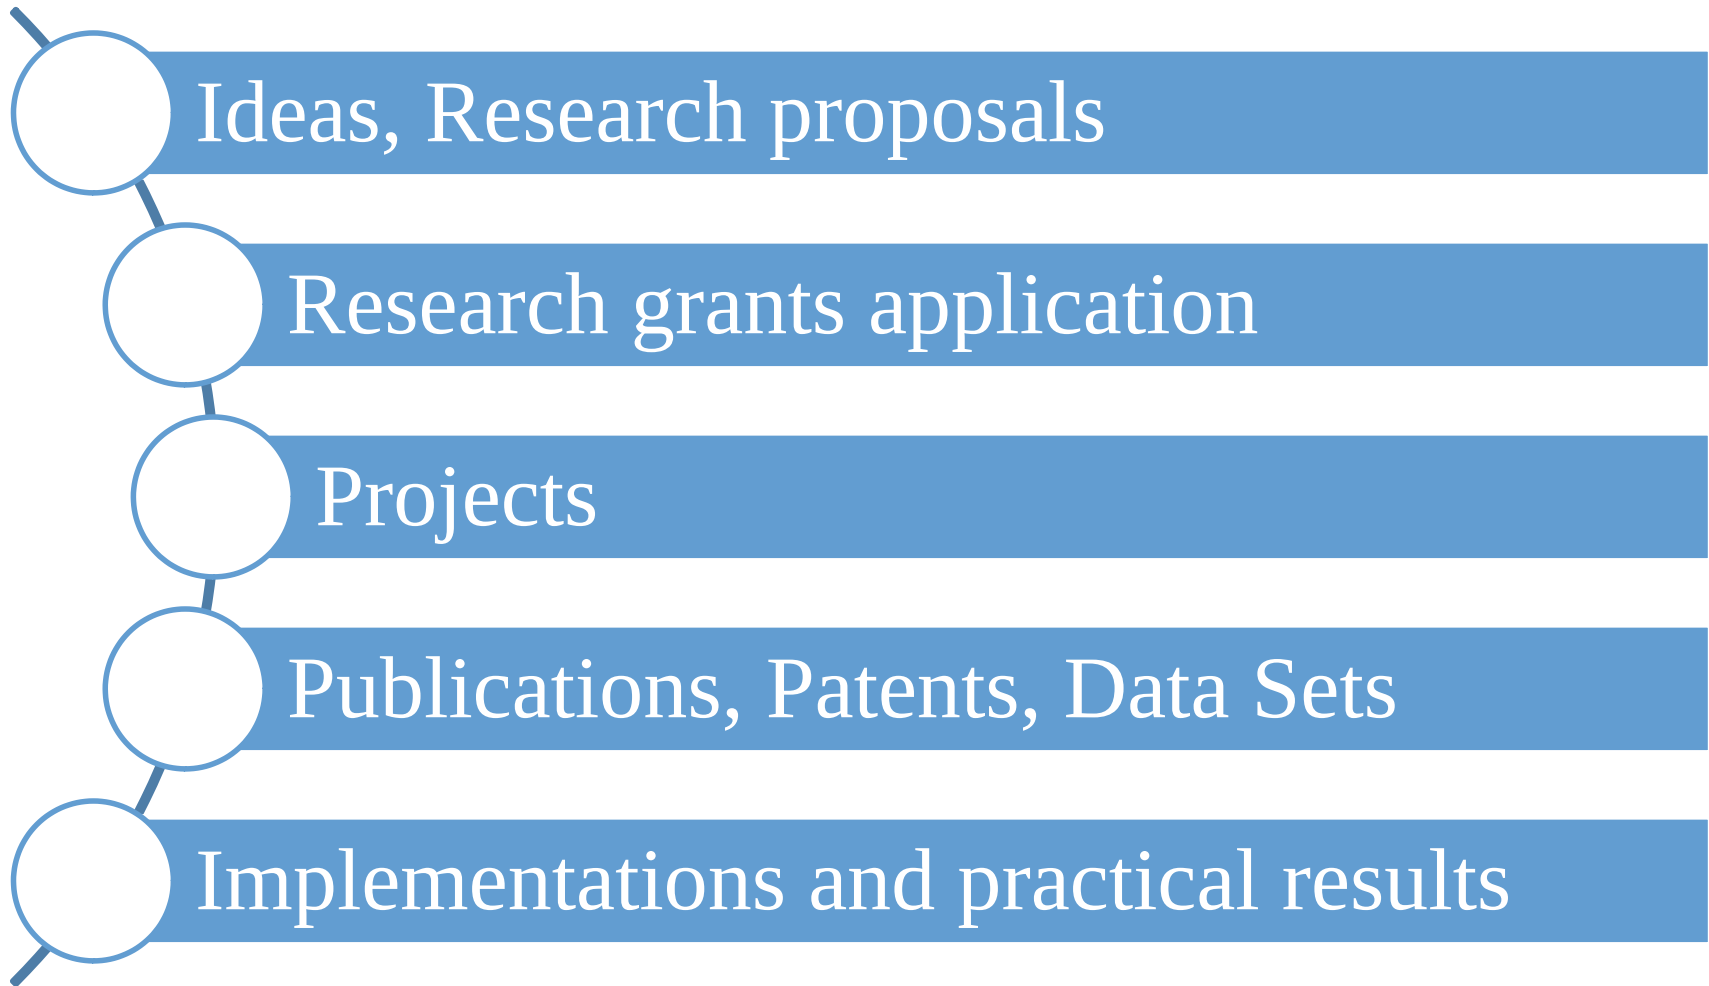 Ideas, Research proposals
Research grants application
Projects
Publications, Patents, Data Sets
Implementations and practical results